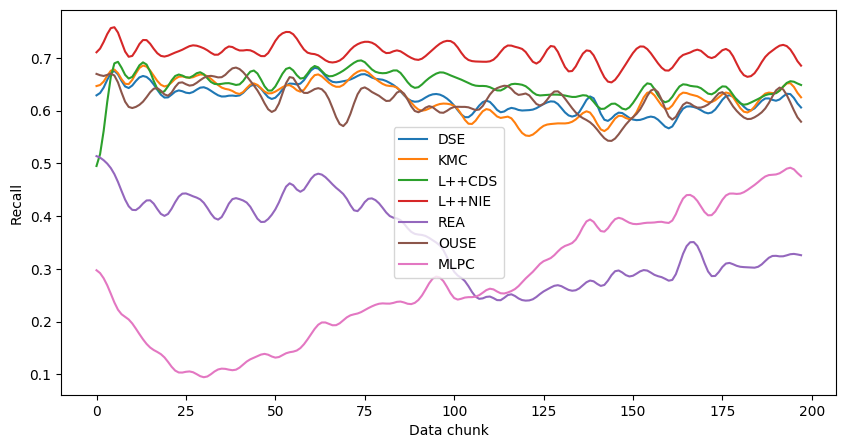 Recall
0.7
0.6
0.5
0.4
0.3
0.2
0.1
DSE
KMC
L++CDS
L++NIE
REA
OUSE
MLPC
0 25 50 75 100 125 150 175 200
Data chunk